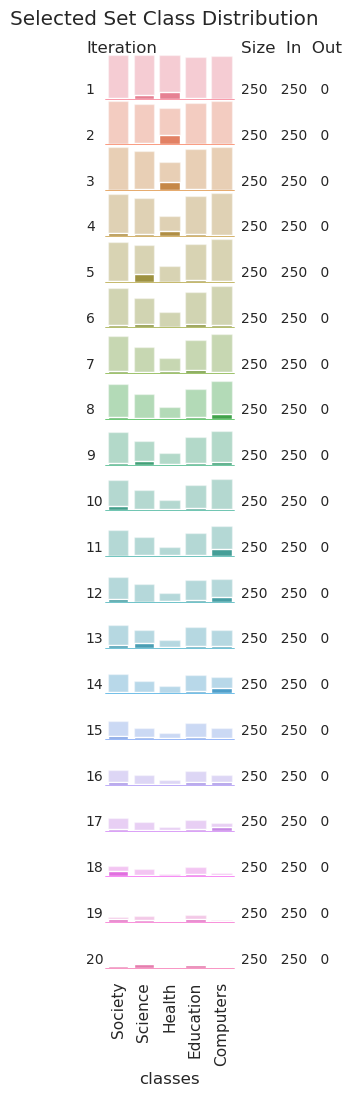 Selected Set Class Distribution
Iteration Size In Out
1 250 250 0
2 250 250 0
3 250 250 0
4 250 250 0
5 250 250 0
6 250 250 0
7 250 250 0
8 250 250 0
9 250 250 0
10 250 250 0
11 250 250 0
12 250 250 0
13 250 250 0
14 250 250 0
15 250 250 0
16 250 250 0
17 250 250 0
18 250 250 0
19 250 250 0
20 250 250 0
Society
Science
Health
Education
Computers
classes